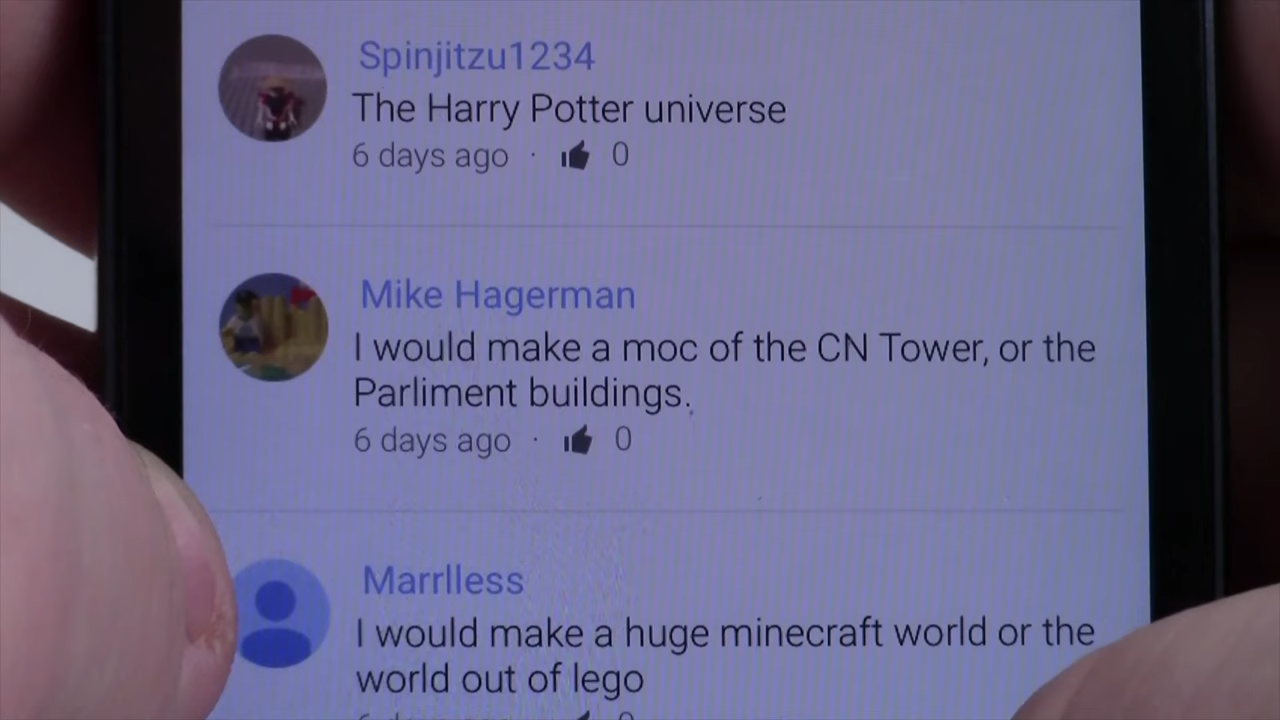 Spinjitzu1234
The Harry Potter universe
6 days ago · 0
Mike Hagerman
I would make a moc of the CN Tower, or the
Parliment buildings.
6 days ago · 0
Marrlless
I would make a huge minecraft world or the
world out of lego